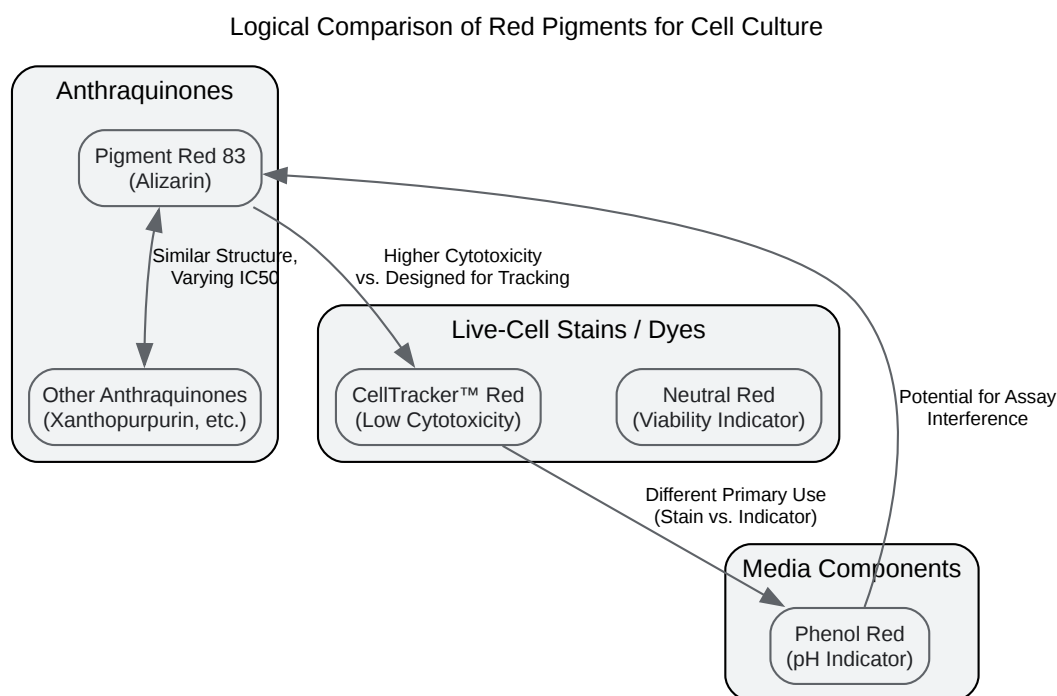 Logical Comparison of Red Pigments for Cell Culture
Anthraquinones
Pigment Red 83
(Alizarin)
Similar Structure,
Varying IC50
Higher Cytotoxicity
vs. Designed for Tracking
Live-Cell Stains / Dyes
Other Anthraquinones
(Xanthopurpurin, etc.)
CellTracker™ Red
(Low Cytotoxicity)
Neutral Red
(Viability Indicator)
Potential for Assay
Interference
Different Primary Use
(Stain vs. Indicator)
Media Components
Phenol Red
(pH Indicator)